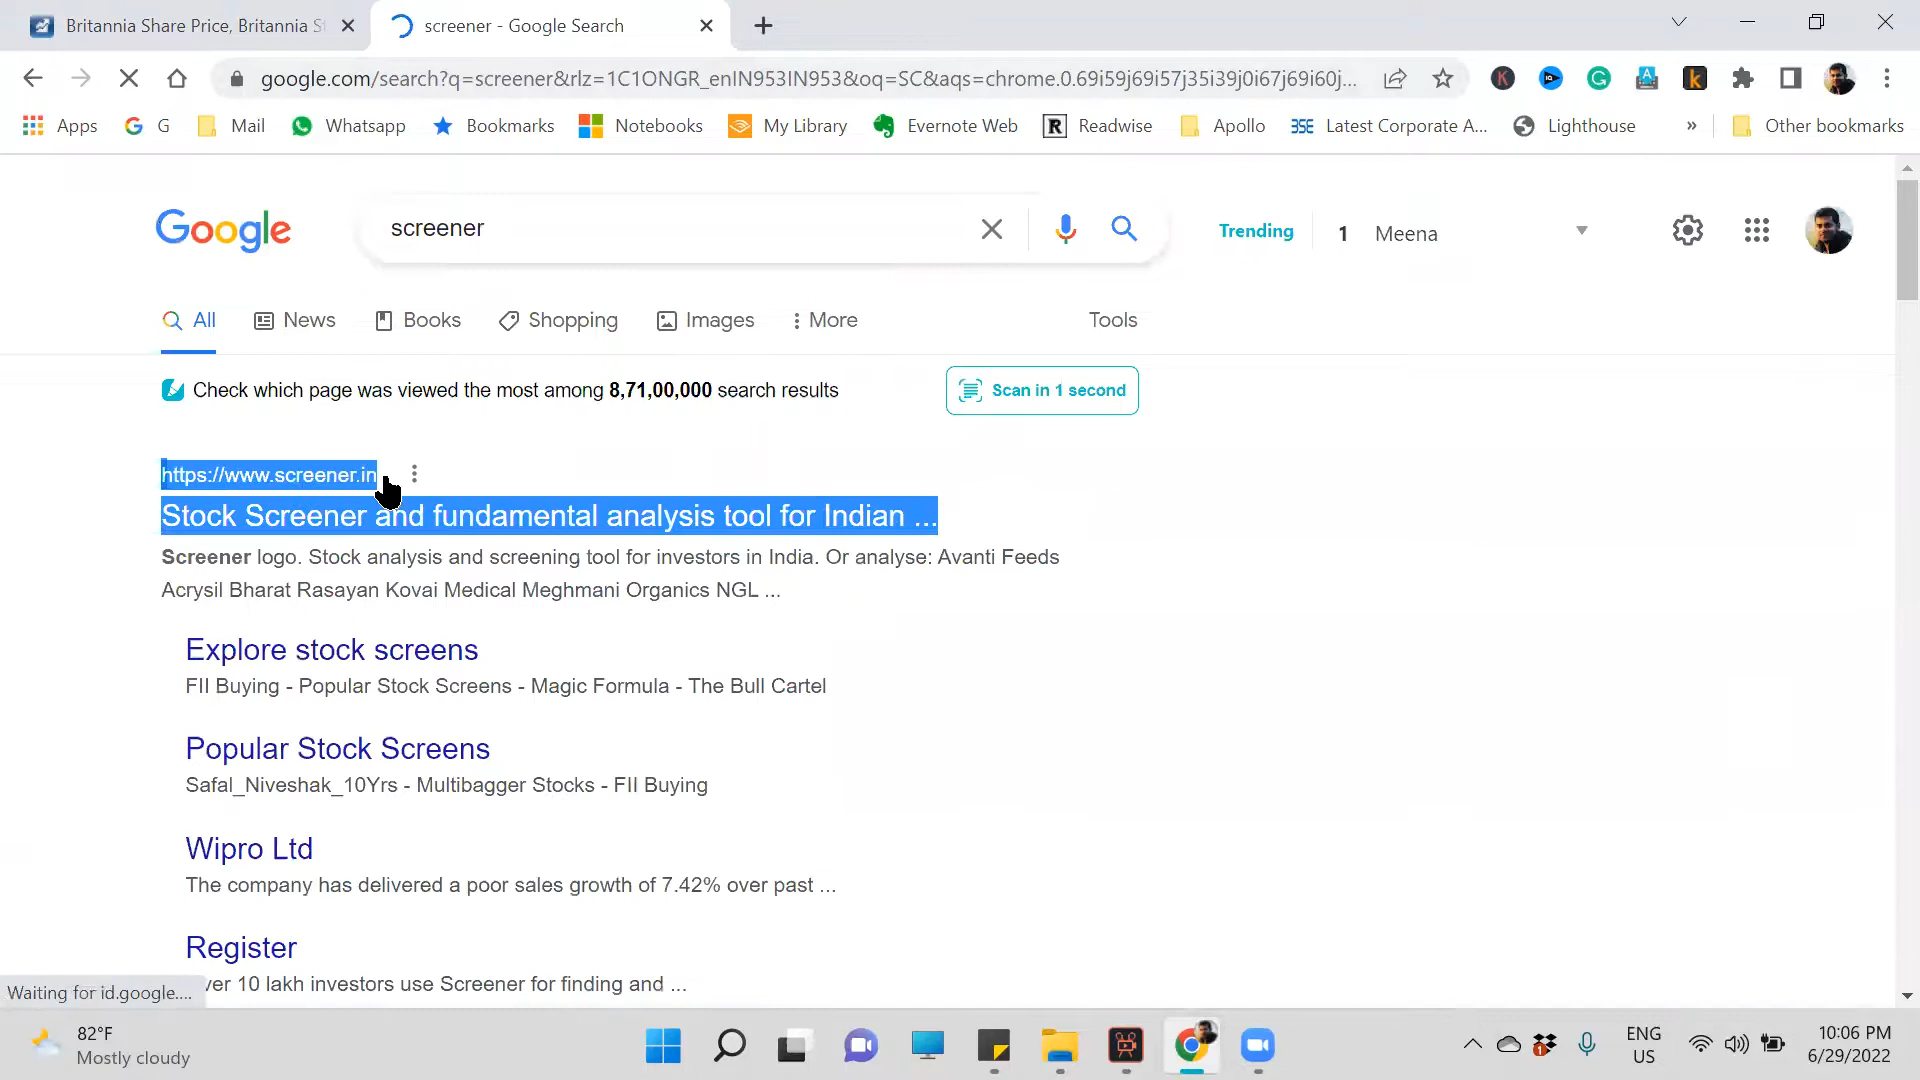 Britannia Share Price, Britannia St
screener - Google Search
google.com/search?q=screener&rlz=1C1ONGR_enIN953IN953&oq=SC&aqs=chrome.0.69i59j69i57j35i39j0i67j69i60j...
Apps G Mail Whatsapp Bookmarks Notebooks My Library Evernote Web Readwise Apollo Latest Corporate A... Lighthouse » Other bookmarks
Google screener Trending 1 Meena
All News Books Shopping Images More Tools
Check which page was viewed the most among 8,71,00,000 search results Scan in 1 second
https://www.screener.in
Stock Screener and fundamental analysis tool for Indian ...
Screener logo. Stock analysis and screening tool for investors in India. Or analyse: Avanti Feeds
Acrysil Bharat Rasayan Kovai Medical Meghmani Organics NGL ...
Explore stock screens
FII Buying - Popular Stock Screens - Magic Formula - The Bull Cartel
Popular Stock Screens
Safal_Niveshak_10Yrs - Multibagger Stocks - FII Buying
Wipro Ltd
The company has delivered a poor sales growth of 7.42% over past ...
Register
ver 10 lakh investors use Screener for finding and ...
Waiting for id.google....
82°F
Mostly cloudy
ENG
US
10:06 PM
6/29/2022